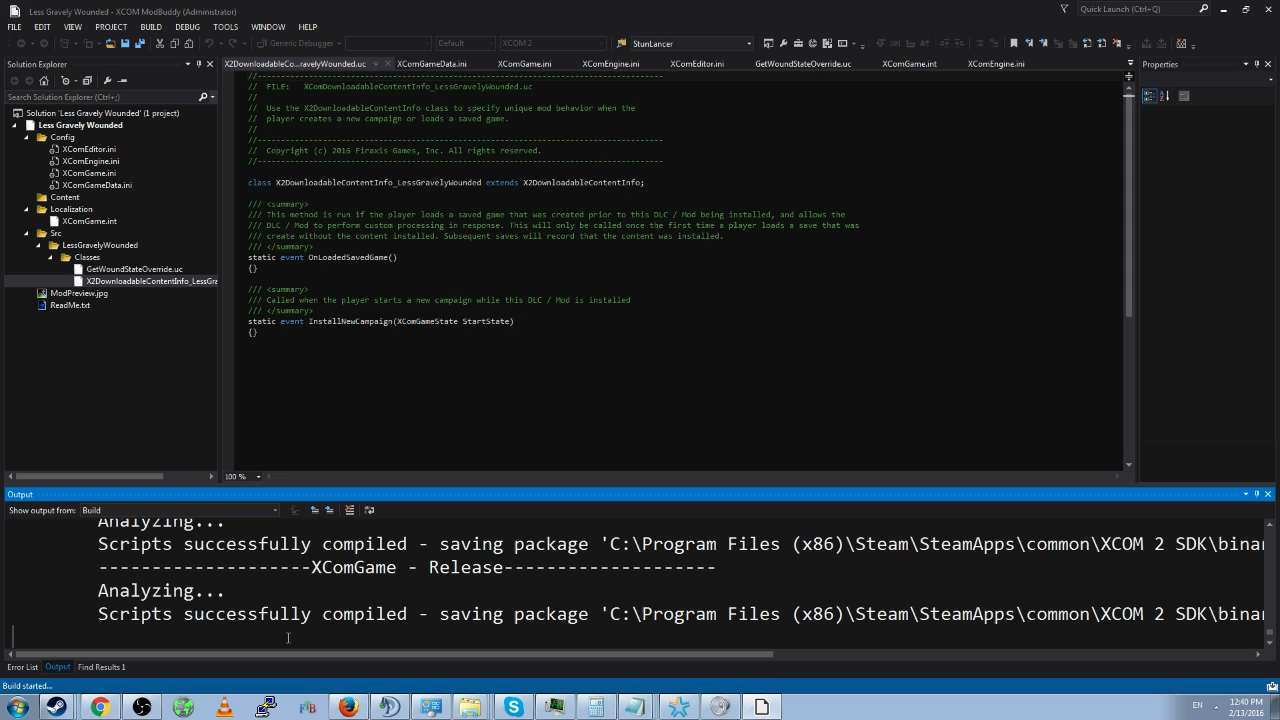 Less Gravely Wounded - XCOM ModBuddy (Administrator)
Quick Launch (Ctrl+Q)
FILE EDIT VIEW PROJECT BUILD DEBUG TOOLS WINDOW HELP
Generic Debugger Default XCOM 2 StunLancer
Solution Explorer
X2DownloadableCo...ravelyWounded.uc XComGameData.ini XComGame.ini XComEngine.ini XComEditor.ini GetWoundStateOverride.uc XComGame.int XComEngine.ini
Properties
Search Solution Explorer (Ctrl+;)
Solution 'Less Gravely Wounded' (1 project)
Less Gravely Wounded
Config
XComEditor.ini
XComEngine.ini
XComGame.ini
XComGameData.ini
Content
Localization
XComGame.int
Src
LessGravelyWounded
Classes
GetWoundStateOverride.uc
X2DownloadableContentInfo_LessGra
ModPreview.jpg
ReadMe.txt
//---------------------------------------------------------------------------------------
// FILE: XComDownloadableContentInfo_LessGravelyWounded.uc
//
// Use the X2DownloadableContentInfo class to specify unique mod behavior when the
// player creates a new campaign or loads a saved game.
//
//---------------------------------------------------------------------------------------
// Copyright (c) 2016 Firaxis Games, Inc. All rights reserved.
//---------------------------------------------------------------------------------------
class X2DownloadableContentInfo_LessGravelyWounded extends X2DownloadableContentInfo;
/// <summary>
/// This method is run if the player loads a saved game that was created prior to this DLC / Mod being installed, and allows the
/// DLC / Mod to perform custom processing in response. This will only be called once the first time a player loads a save that was
/// create without the content installed. Subsequent saves will record that the content was installed.
/// </summary>
static event OnLoadedSavedGame()
{}
/// <summary>
/// Called when the player starts a new campaign while this DLC / Mod is installed
/// </summary>
static event InstallNewCampaign(XComGameState StartState)
{}
100 %
Output
Show output from: Build
Analyzing...
Scripts successfully compiled - saving package 'C:\Program Files (x86)\Steam\SteamApps\common\XCOM 2 SDK\binar
--------------------XComGame - Release--------------------
Analyzing...
Scripts successfully compiled - saving package 'C:\Program Files (x86)\Steam\SteamApps\common\XCOM 2 SDK\binar
Error List Output Find Results 1
Build started...
EN 12:40 PM
2/13/2016